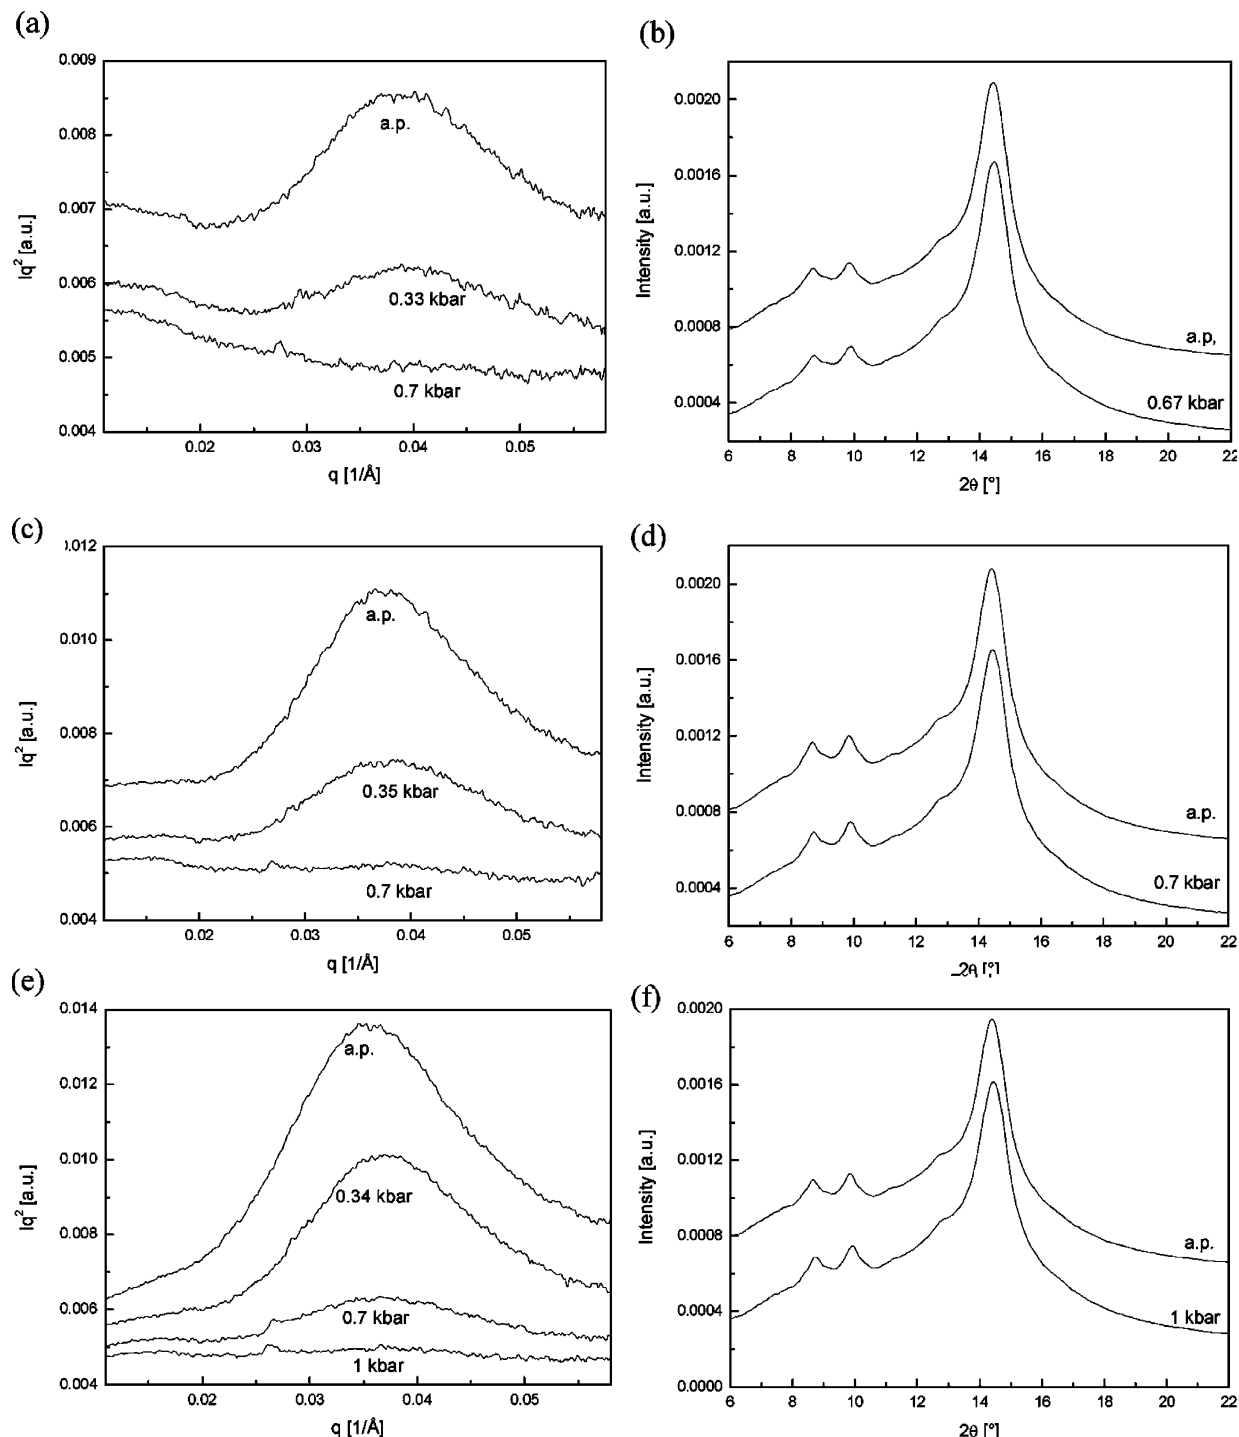 (a)
0.009
0.008
0.007
0.006
0.005
0.004
Iq² [a.u.]
a.p.
0.33 kbar
0.7 kbar
0.02 0.03 0.04 0.05
q [1/Å]
(b)
0.0020
0.0016
0.0012
0.0008
0.0004
Intensity [a.u.]
a.p,
0.67 kbar
6 8 10 12 14 16 18 20 22
2θ [°]
(c)
.012
0.010
0.008
0.006
0.004
Iq² [a.u.]
a.p.
0.35 kbar
0.7 kbar
0.02 0.03 0.04 0.05
q [1/Å]
(d)
0.0020
0.0016
0.0012
0.0008
0.0004
Intensity [a.u.]
a.p.
0.7 kbar
6 8 10 12 14 16 18 20 22
(e)
0.014
0.012
0.010
0.008
0.006
0.004
Iq² [a.u.]
a.p.
0.34 kbar
0.7 kbar
1 kbar
0.02 0.03 0.04 0.05
q [1/Å]
(f)
0.0020
0.0016
0.0012
0.0008
0.0004
0.0000
Intensity [a.u.]
a.p.
1 kbar
6 8 10 12 14 16 18 20 22
2θ [°]